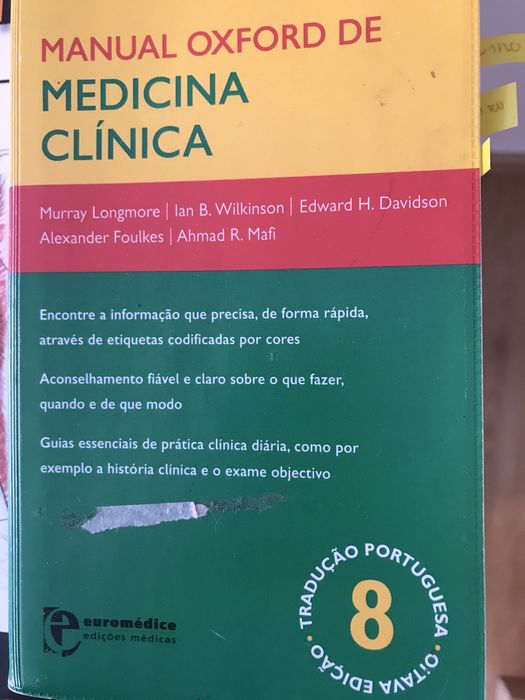 MANUAL OXFORD DE
MEDICINA
CLÍNICA
Murray Longmore | Ian B. Wilkinson | Edward H. Davidson
Alexander Foulkes | Ahmad R. Mafi
Encontre a informação que precisa, de forma rápida,
através de etiquetas codificadas por cores
Aconselhamento fiável e claro sobre o que fazer,
quando e de que modo
Guias essenciais de prática clínica diária, como por
exemplo a história clínica e o exame objectivo
TRADUÇÃO PORTUGUESA
8
OITAVA EDIÇÃO
euromédice
edições médicas